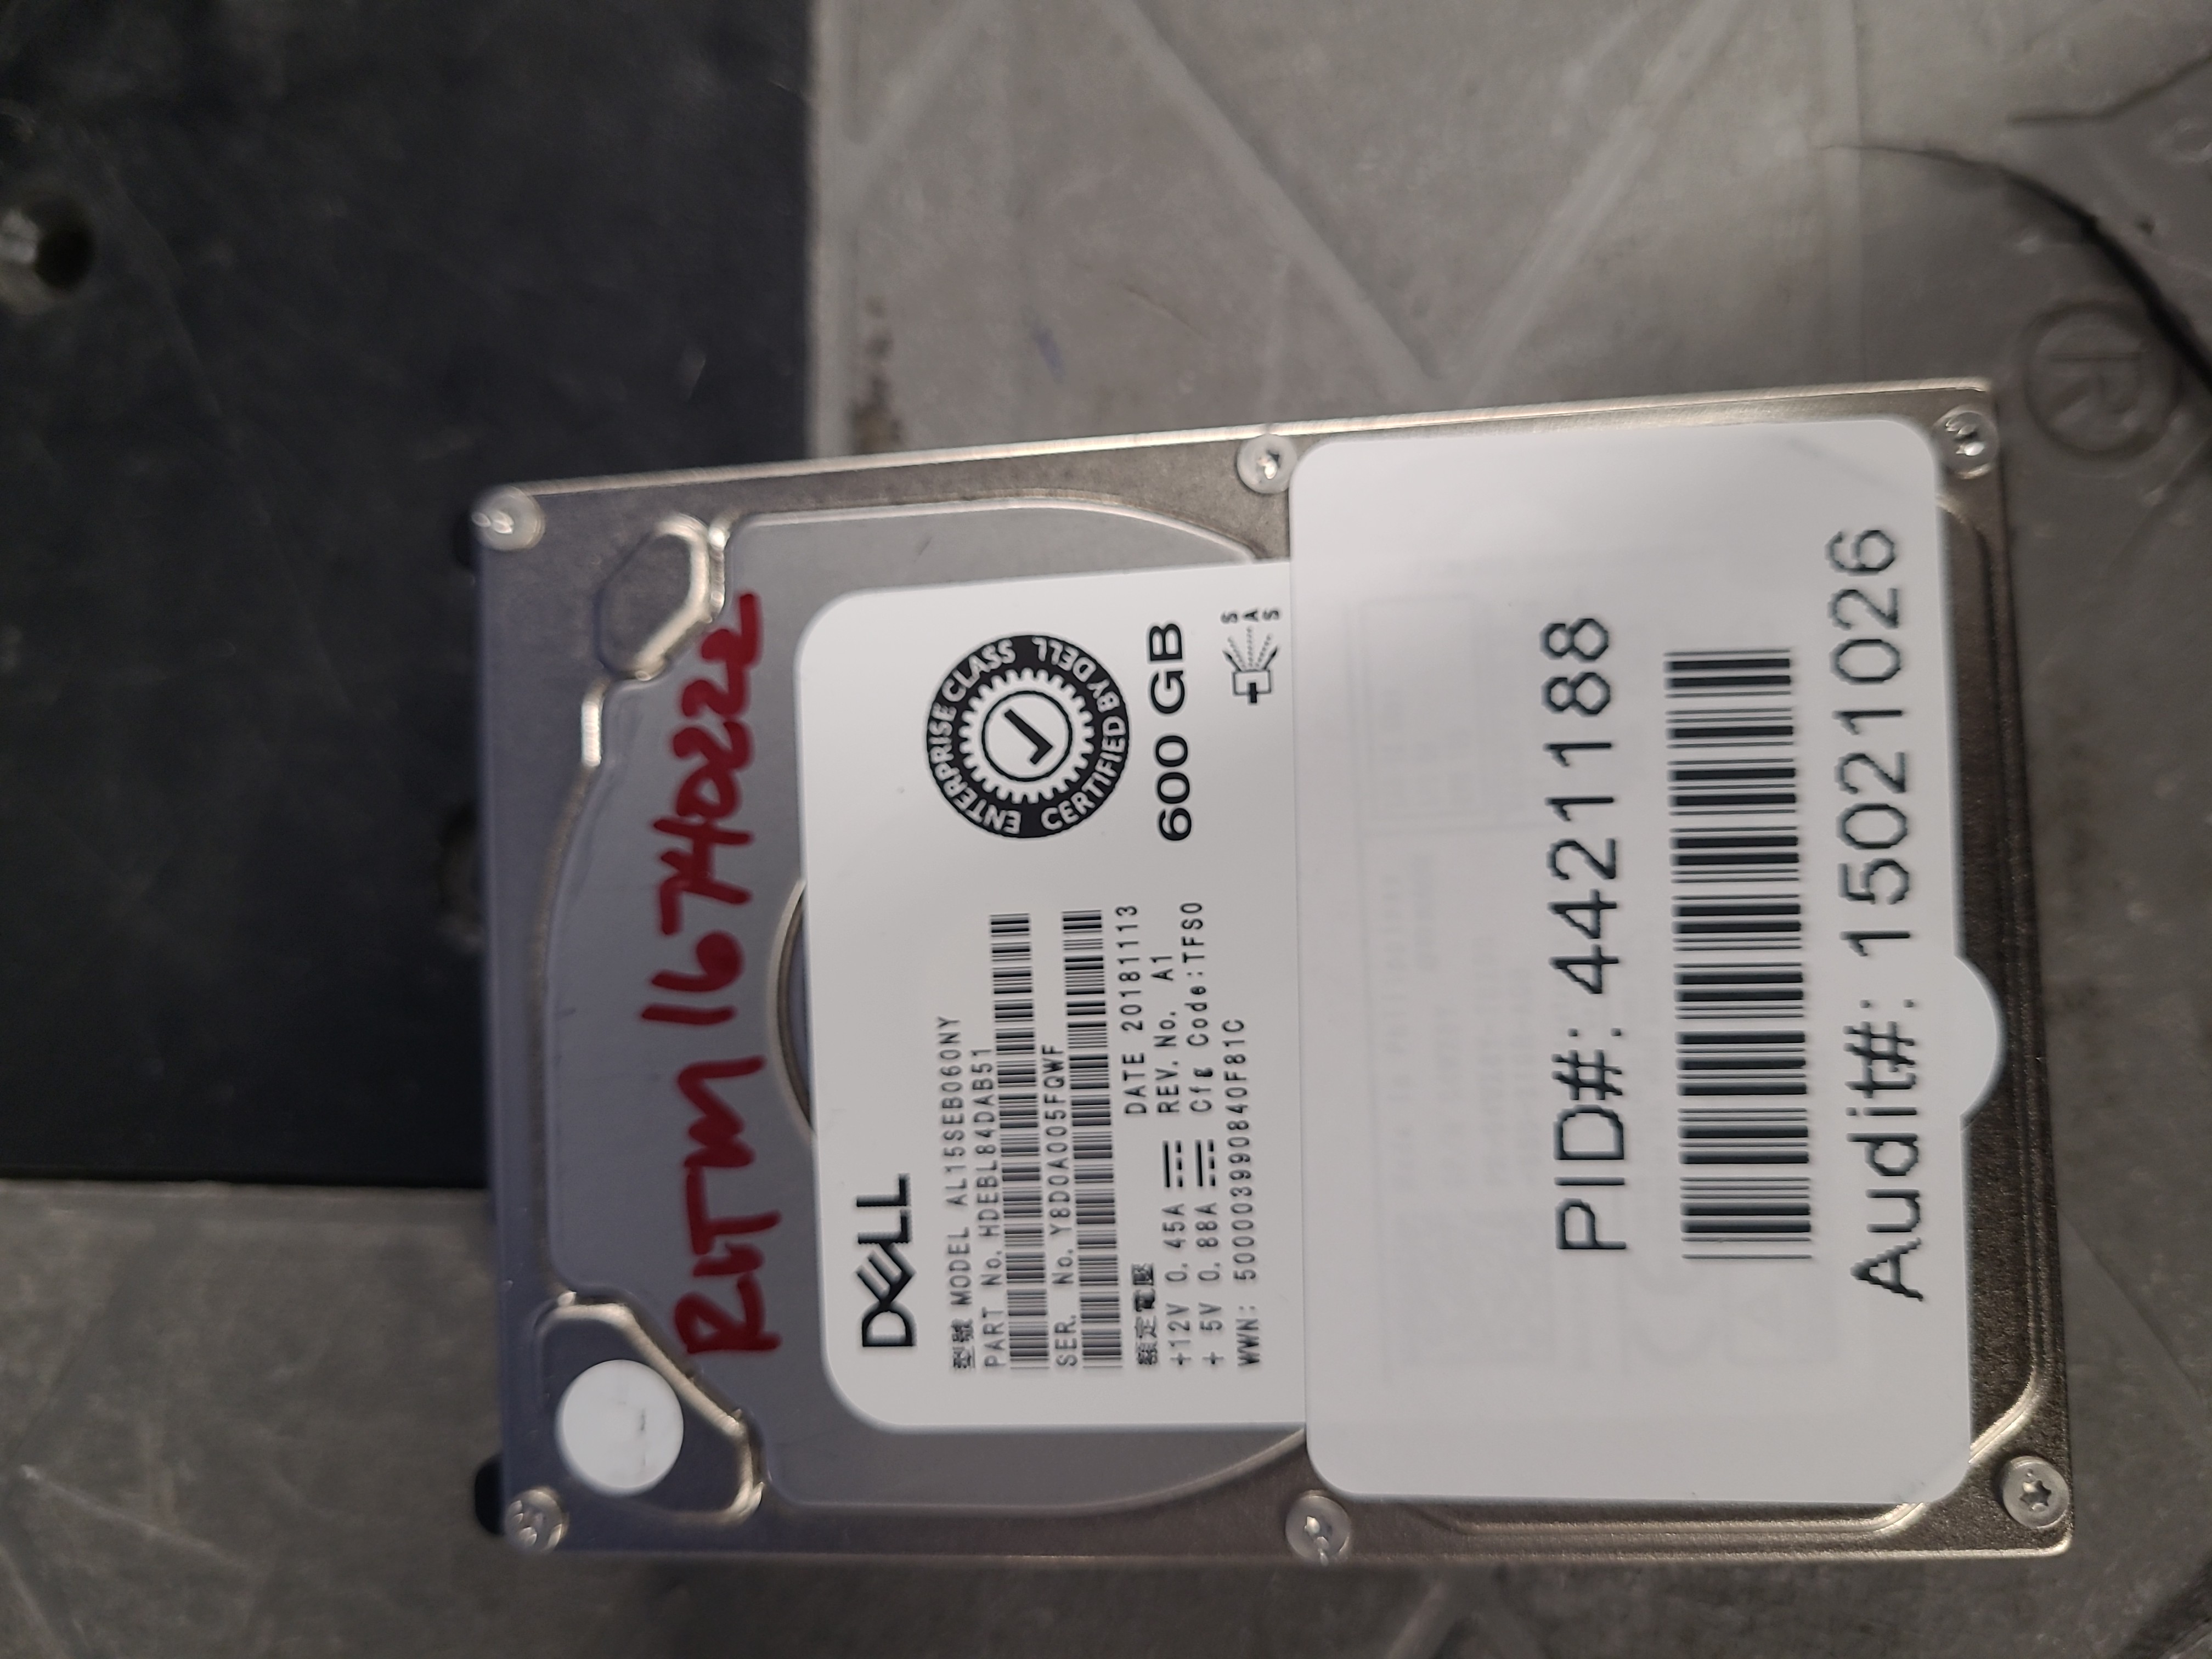 RITM 16740222
DELL
型號 MODEL AL15SEB060NY
PART No. HDEBL84DAB51
SER. No. Y8D0A005FQWF
額定電壓
+12V 0.45A
+ 5V 0.88A
DATE 20181113
REV. No. A1
Cfg Code:TFS0
WWN: 500003990840F81C
ENTERPRISE CLASS
CERTIFIED BY DELL
600 GB
SAS
PID#: 4421188
Audit#: 15021026
R